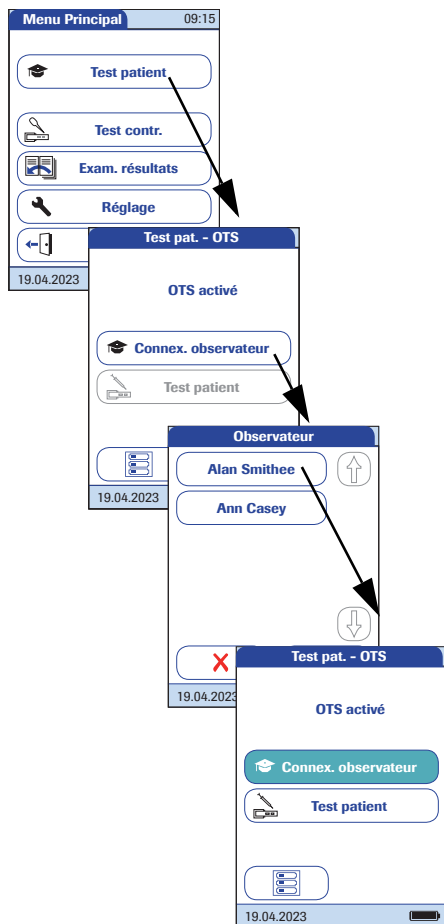 Menu Principal 09:15
Test patient
Test contr.
Exam. résultats
Réglage
19.04.2023
Test pat. - OTS
OTS activé
Connex. observateur
Test patient
19.04.2023
Observateur
Alan Smithee
Ann Casey
19.04.2023
Test pat. - OTS
OTS activé
Connex. observateur
Test patient
19.04.2023